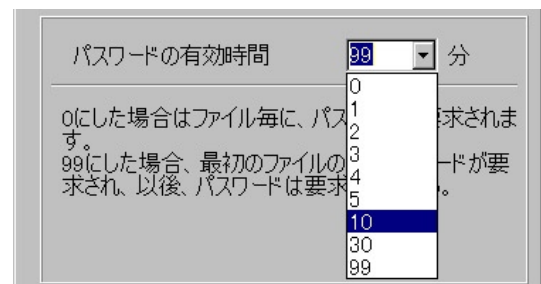 パスワードの有効時間 99 分
0
1
2
3
4
5
10
30
99
0にした場合はファイル毎に、パス 要求されま
す。
99にした場合、最初のファイルの ードが要
求され、以後、パスワードは要求 。